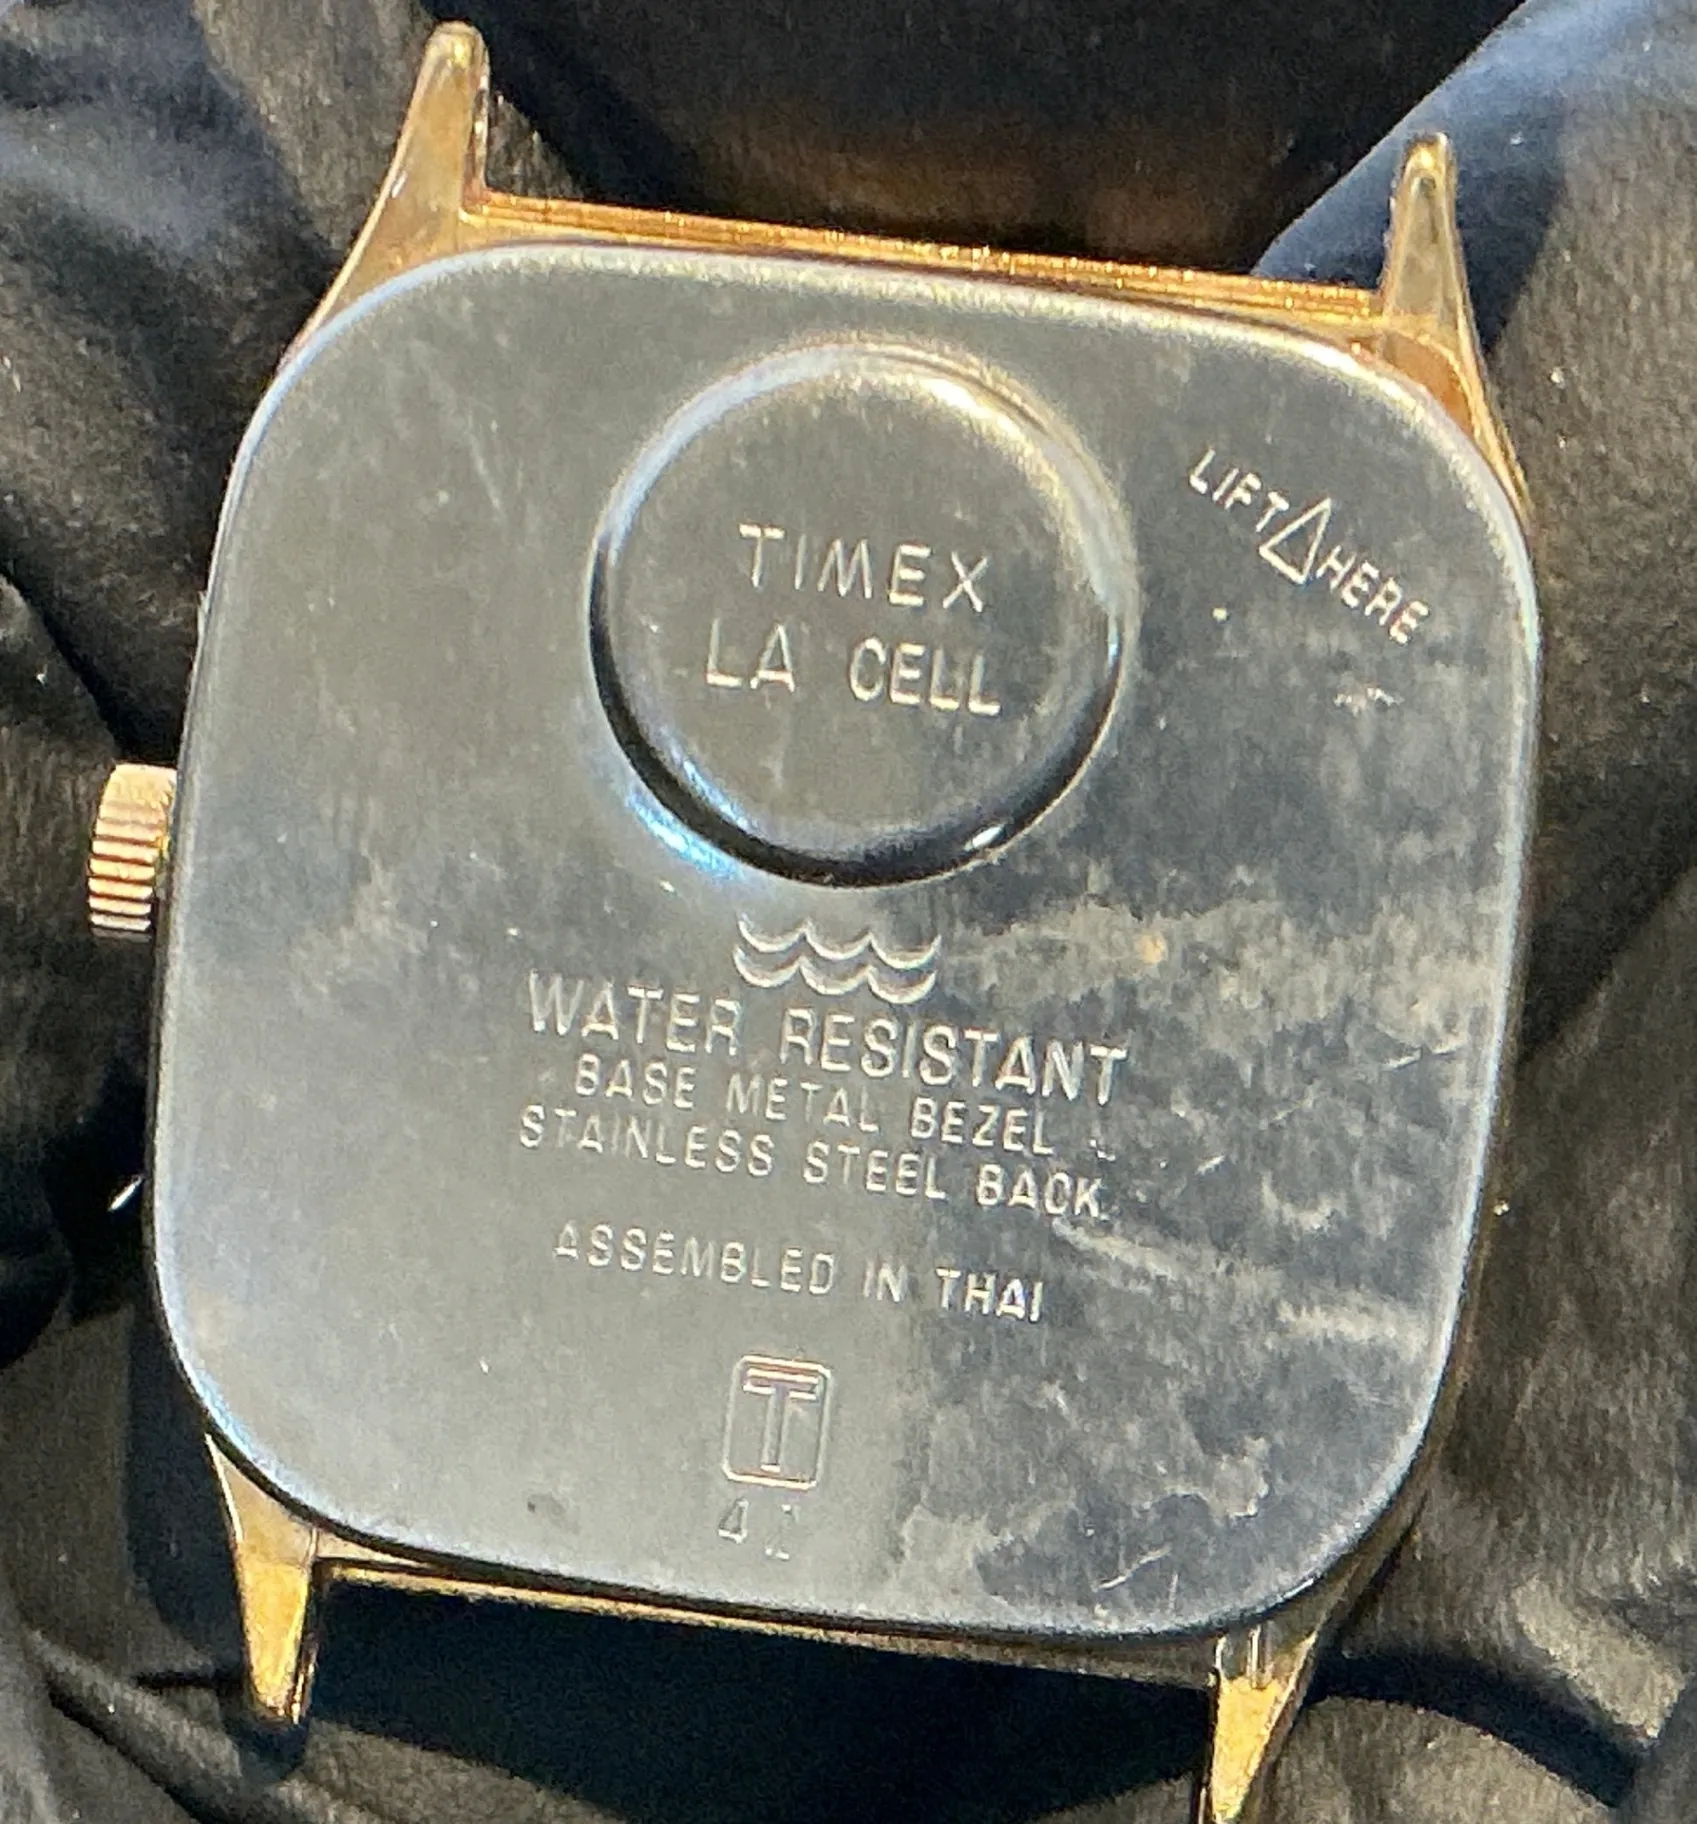 LIFT △ HERE
TIMEX
LA CELL
WATER RESISTANT
BASE METAL BEZEL
STAINLESS STEEL BACK
ASSEMBLED IN THAI
T